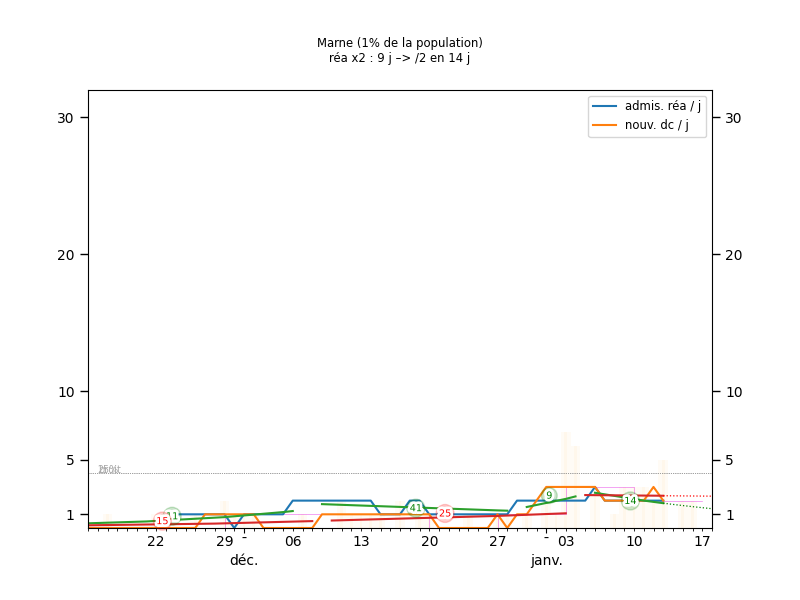 Marne (1% de la population)
réa x2 : 9 j –> /2 en 14 j
admis. réa / j
nouv. dc / j
30 30
20 20
10 10
5 5
1 1
15 11 41 25 9 14
22 29 - 06 13 20 27 - 03 10 17
déc. janv.